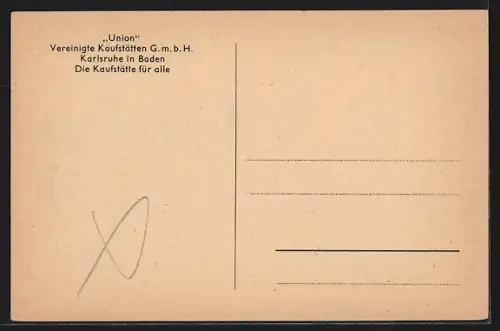 „Union"
Vereinigte Kaufstätten G.m.b.H.
Karlsruhe in Baden
Die Kaufstätte für alle